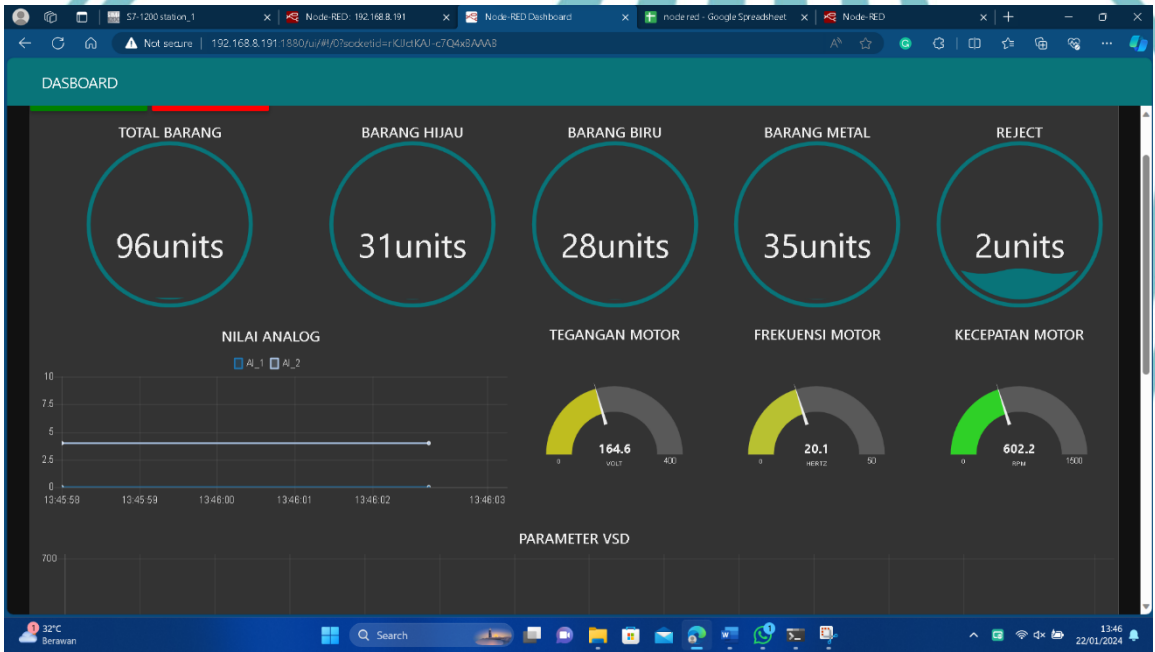 S7-1200 station_1
Node-RED: 192.168.8.191
Node-RED Dashboard
node red - Google Spreadsheet
Node-RED
Not secure | 192.168.8.191:1880/ui/#!/0?socketid=rKJJctKAJ-c7Q4xBAAAB
DASBOARD
TOTAL BARANG
BARANG HIJAU
BARANG BIRU
BARANG METAL
REJECT
96units
31units
28units
35units
2units
NILAI ANALOG
TEGANGAN MOTOR
FREKUENSI MOTOR
KECEPATAN MOTOR
AI_1 AI_2
10
7.5
5
2.5
0
13:45:58 13:45:59 13:46:00 13:46:01 13:46:02 13:46:03
164.6
VOLT
0 400
20.1
HERTZ
0 50
602.2
RPM
0 1500
PARAMETER VSD
700
1
32°C
Berawan
Search
13:46
22/01/2024